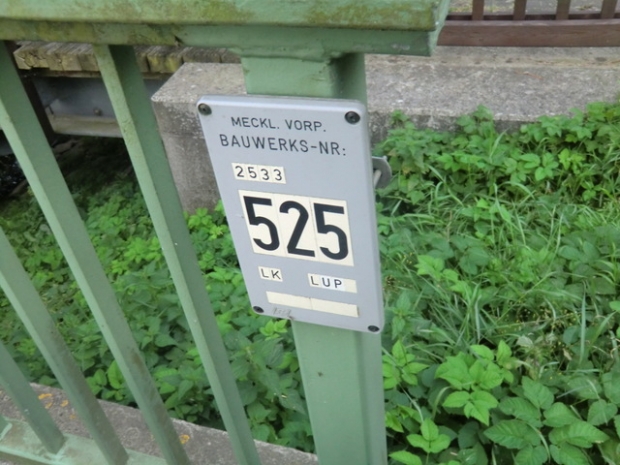 MECKL. VORP.
BAUWERKS-NR:
2533
525
LK LUP